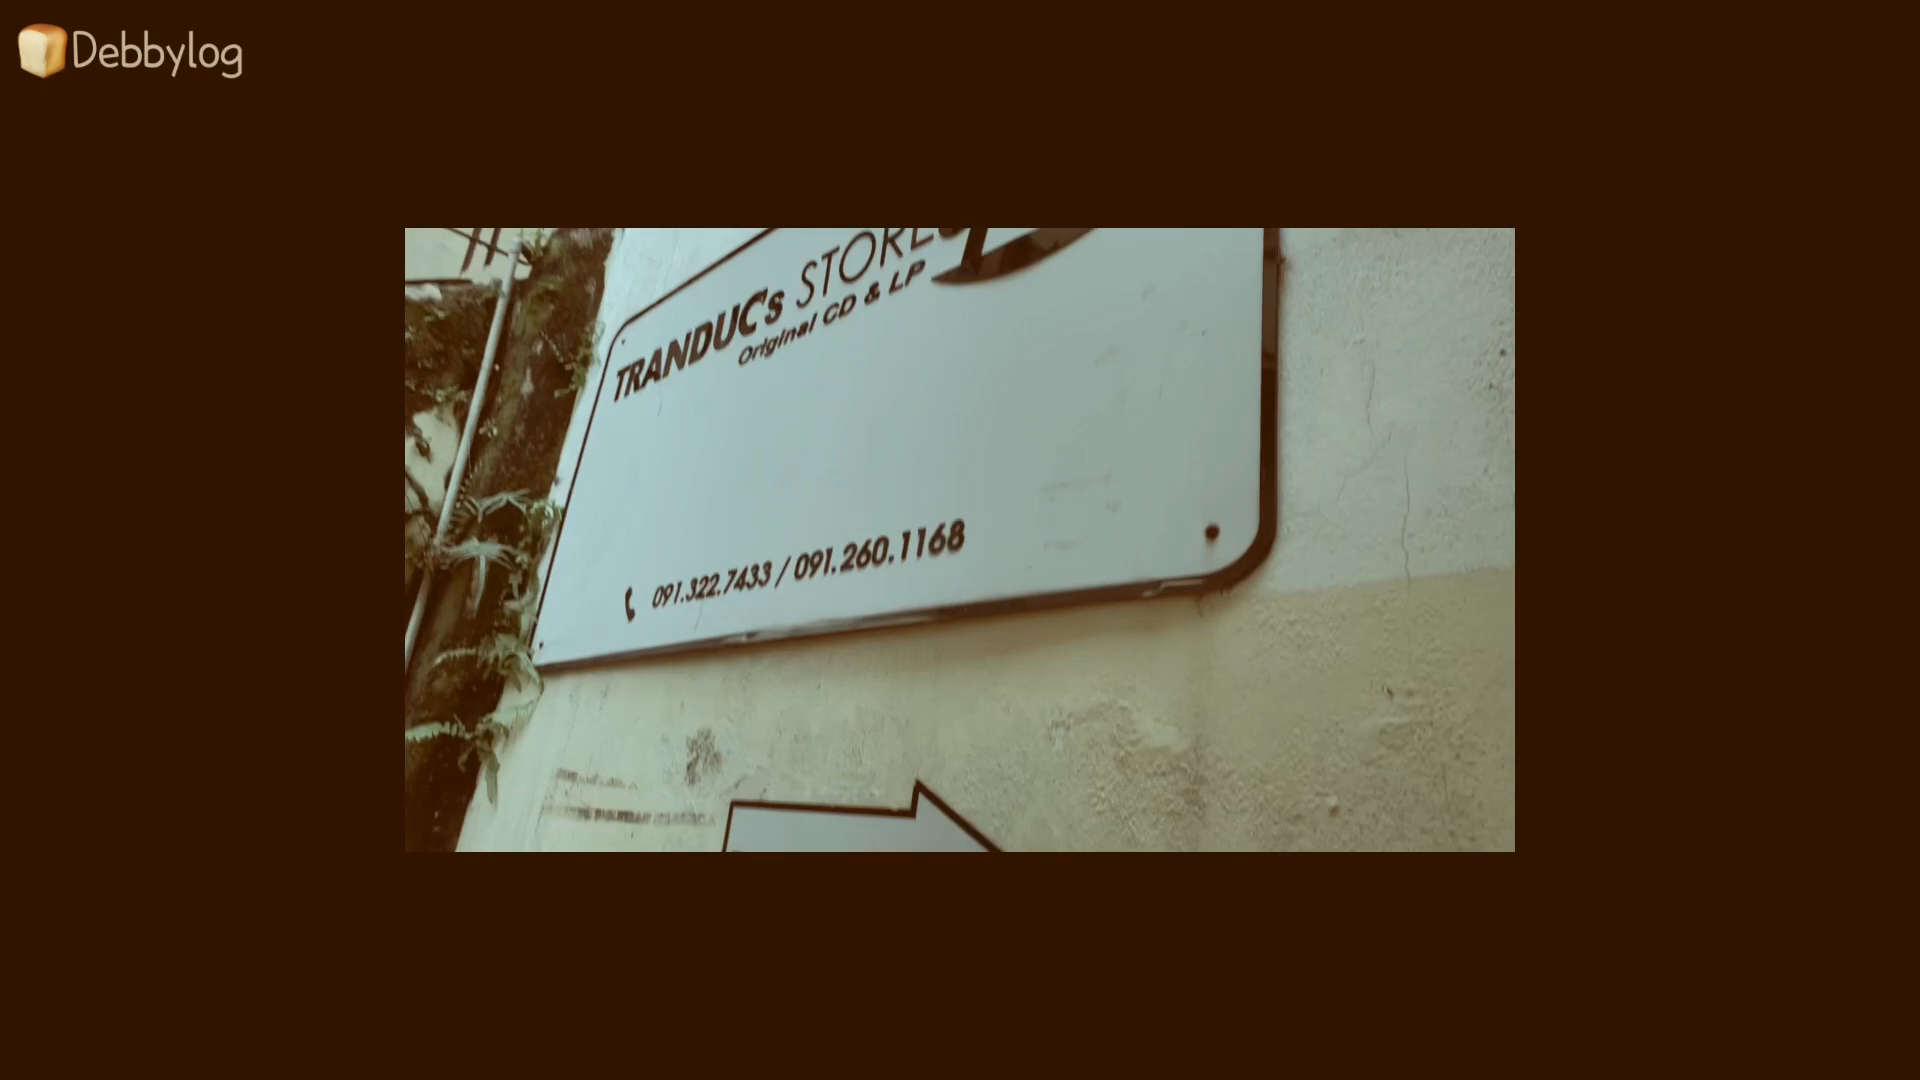 Debbylog
TRANDUC's STORE
Original CD & LP
091.322.7433 / 091.260.1168